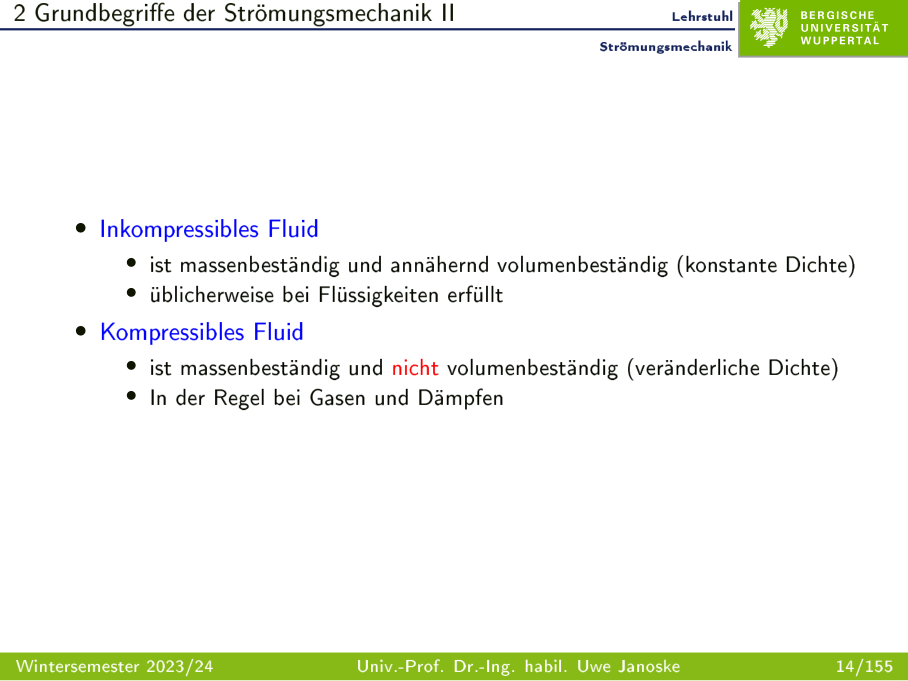 2 Grundbegriffe der Strömungsmechanik II
Lehrstuhl
Strömungsmechanik
BERGISCHE
UNIVERSITÄT
WUPPERTAL
• Inkompressibles Fluid
• ist massenbeständig und annähernd volumenbeständig (konstante Dichte)
• üblicherweise bei Flüssigkeiten erfüllt
• Kompressibles Fluid
• ist massenbeständig und nicht volumenbeständig (veränderliche Dichte)
• In der Regel bei Gasen und Dämpfen
Wintersemester 2023/24 Univ.-Prof. Dr.-Ing. habil. Uwe Janoske 14/155